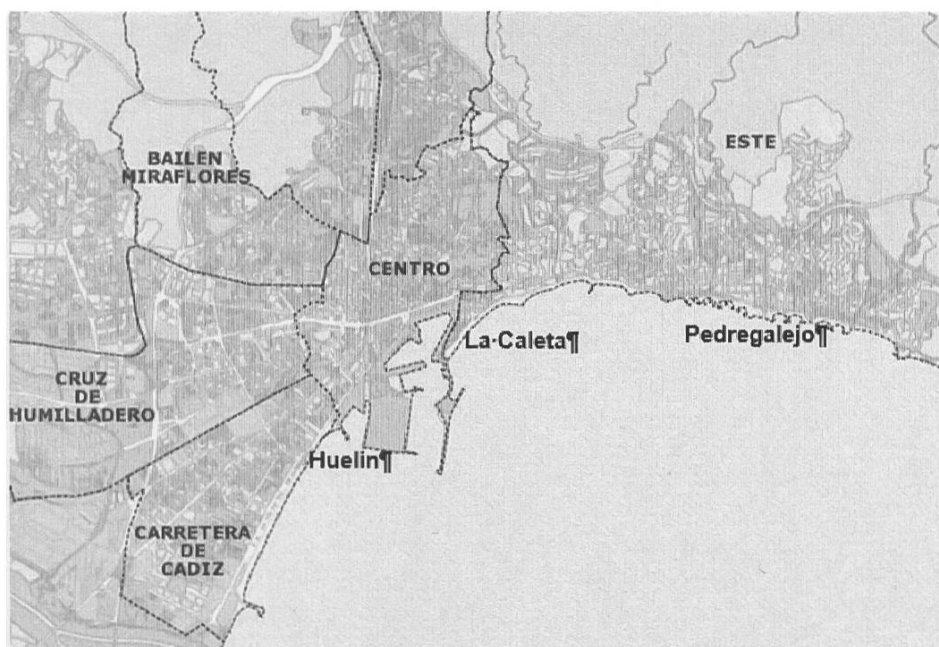 BAILEN
MIRAFLORES
ESTE
CENTRO
La·Caleta¶
Pedregalejo¶
CRUZ
DE
HUMILLADERO
Huelin¶
CARRETERA
DE
CADIZ